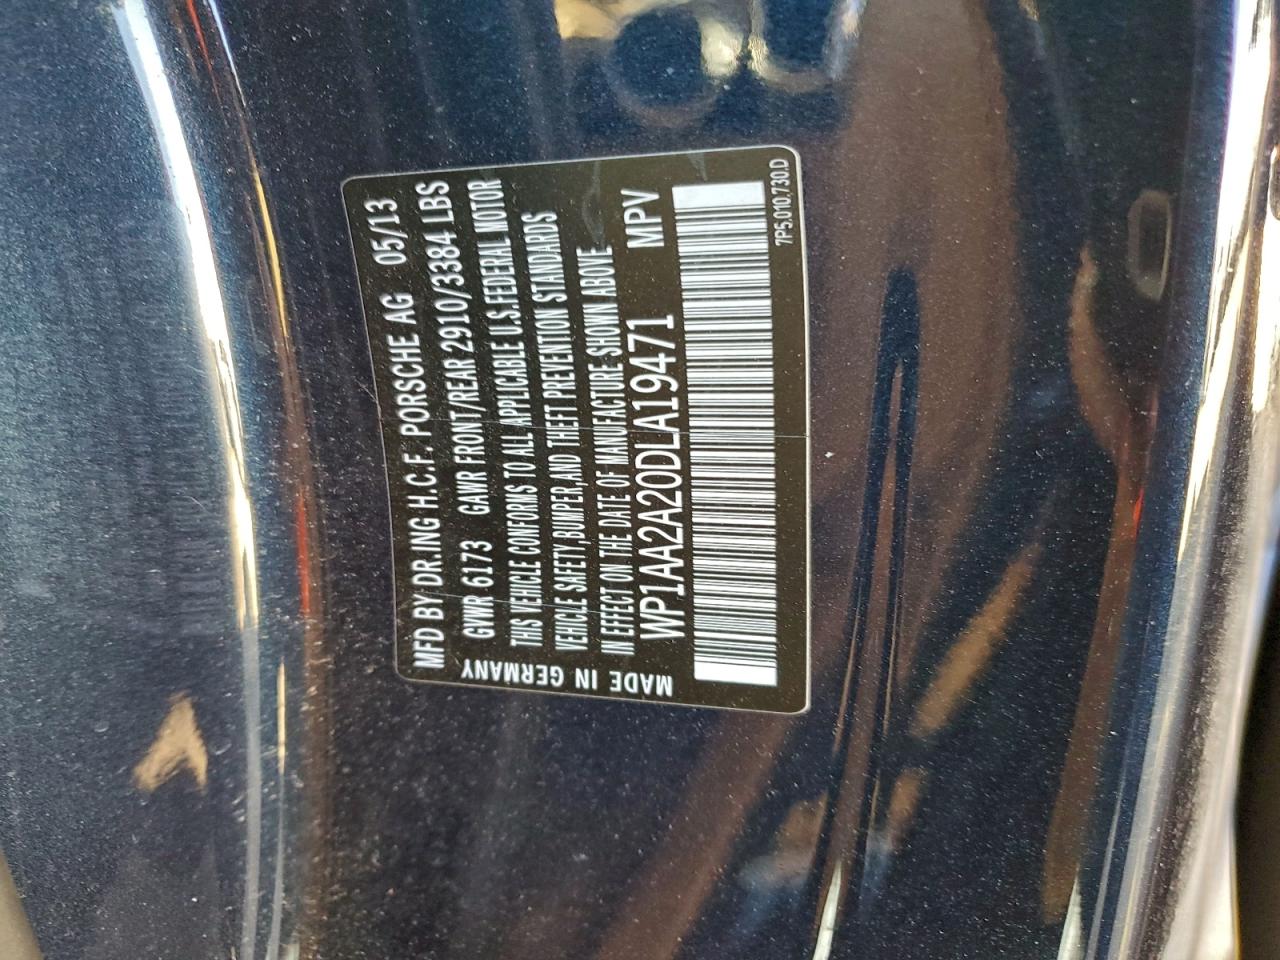 MFD BY DR.ING H.C.F. PORSCHE AG 05/13
GVWR 6173 GAWR FRONT/REAR 2910/3384 LBS
THIS VEHICLE CONFORMS TO ALL APPLICABLE U.S.FEDERAL MOTOR
VEHICLE SAFETY,BUMPER,AND THEFT PREVENTION STANDARDS
IN EFFECT ON THE DATE OF MANUFACTURE SHOWN ABOVE
WP1AA2A20DLA19471 MPV
MADE IN GERMANY
7P5.010.730.D